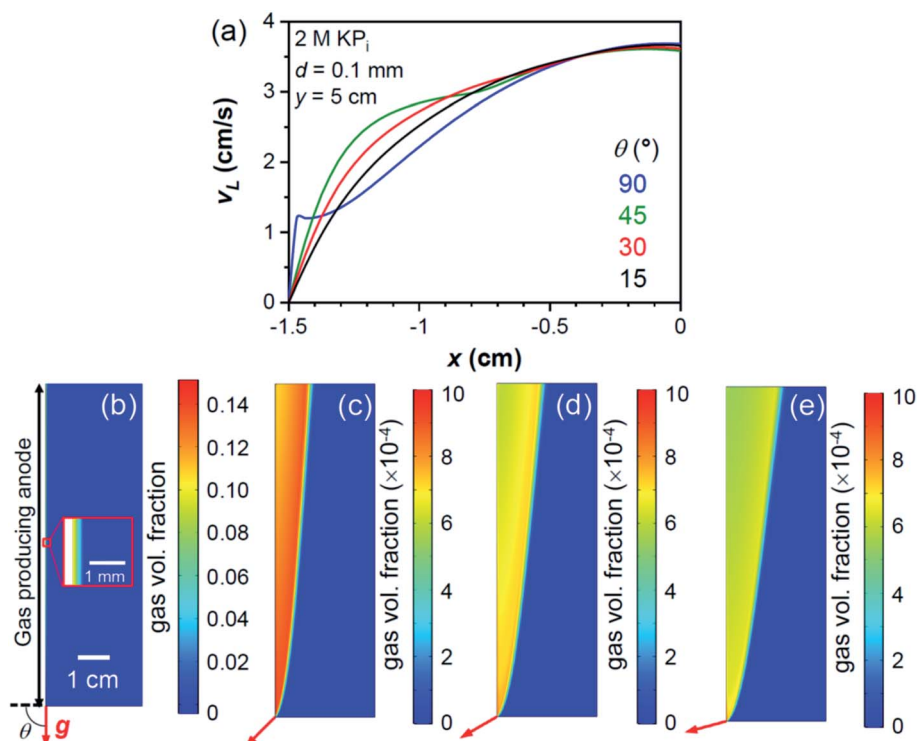 (a)
2 M KPi
d = 0.1 mm
y = 5 cm
vL (cm/s)
4
3
2
1
0
θ (°)
90
45
30
15
-1.5
-1
-0.5
0
x (cm)
(b)
Gas producing anode
1 mm
1 cm
θ
g
gas vol. fraction
0.14
0.12
0.10
0.08
0.06
0.04
0.02
0
(c)
gas vol. fraction (×10-4)
10
8
6
4
2
0
(d)
gas vol. fraction (×10-4)
10
8
6
4
2
0
(e)
gas vol. fraction (×10-4)
10
8
6
4
2
0